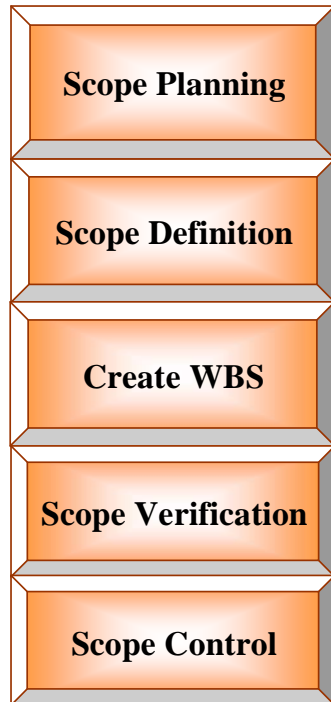 Scope Planning
Scope Definition
Create WBS
Scope Verification
Scope Control